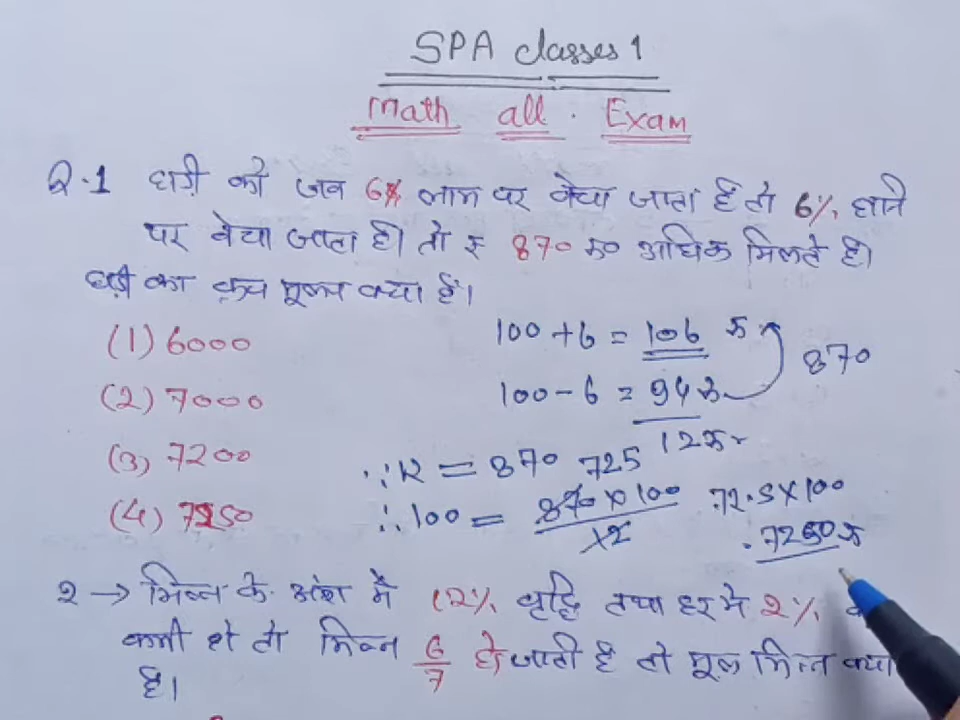 SPA classes 1
Math all . Exam
Q.1 घड़ी को जब 6% लाभ पर बेचा जाता है तो 6% हानि
पर बेचा जाता है। तो ₹ 870 रू० अधिक मिलते है।
घड़ी का क्रय मूल्य क्या है।
(1) 6000
(2) 7000
(3) 7200
(4) 7250
100 + 6 = 106 रू
100 - 6 = 94 रू
870
12 रू
∴ 12 = 870 725
∴ 100 = 870 × 100 72.5 × 100
12
7250 रू
2 → भिन्न के अंश में 12% वृद्धि तथा हर मे 2%
कमी हो तो भिन्न 6/7 हो जाती है तो मूल भिन्न क्या
है।